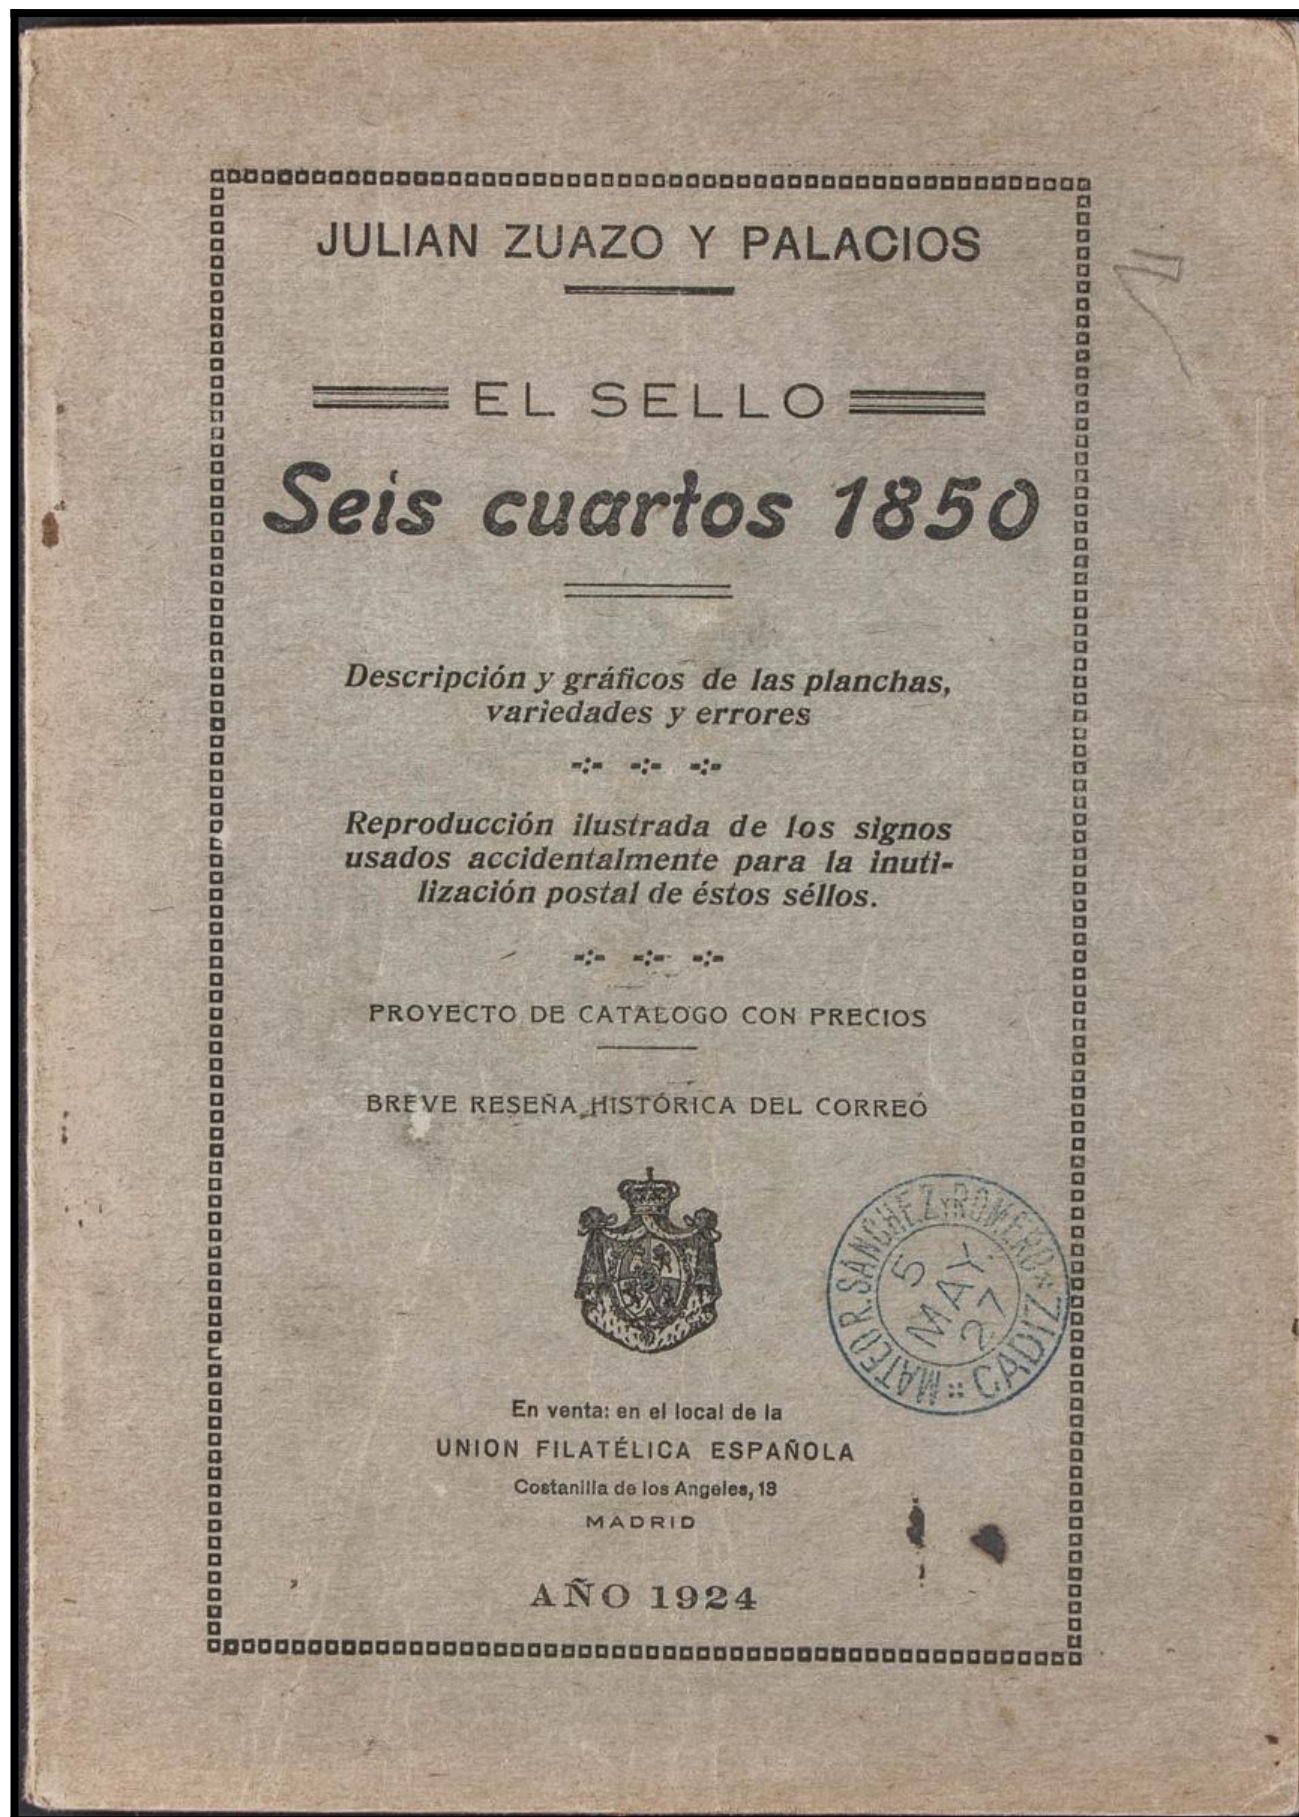 JULIAN ZUAZO Y PALACIOS
EL SELLO
Seis cuartos 1850
Descripción y gráficos de las planchas,
variedades y errores
Reproducción ilustrada de los signos
usados accidentalmente para la inuti-
lización postal de éstos séllos.
PROYECTO DE CATALOGO CON PRECIOS
BREVE RESEÑA HISTÓRICA DEL CORREO
MATEO R. SANCHEZ Y ROMERO
5
MAY.
27
CADIZ
En venta: en el local de la
UNION FILATÉLICA ESPAÑOLA
Costanilla de los Angeles, 18
MADRID
AÑO 1924